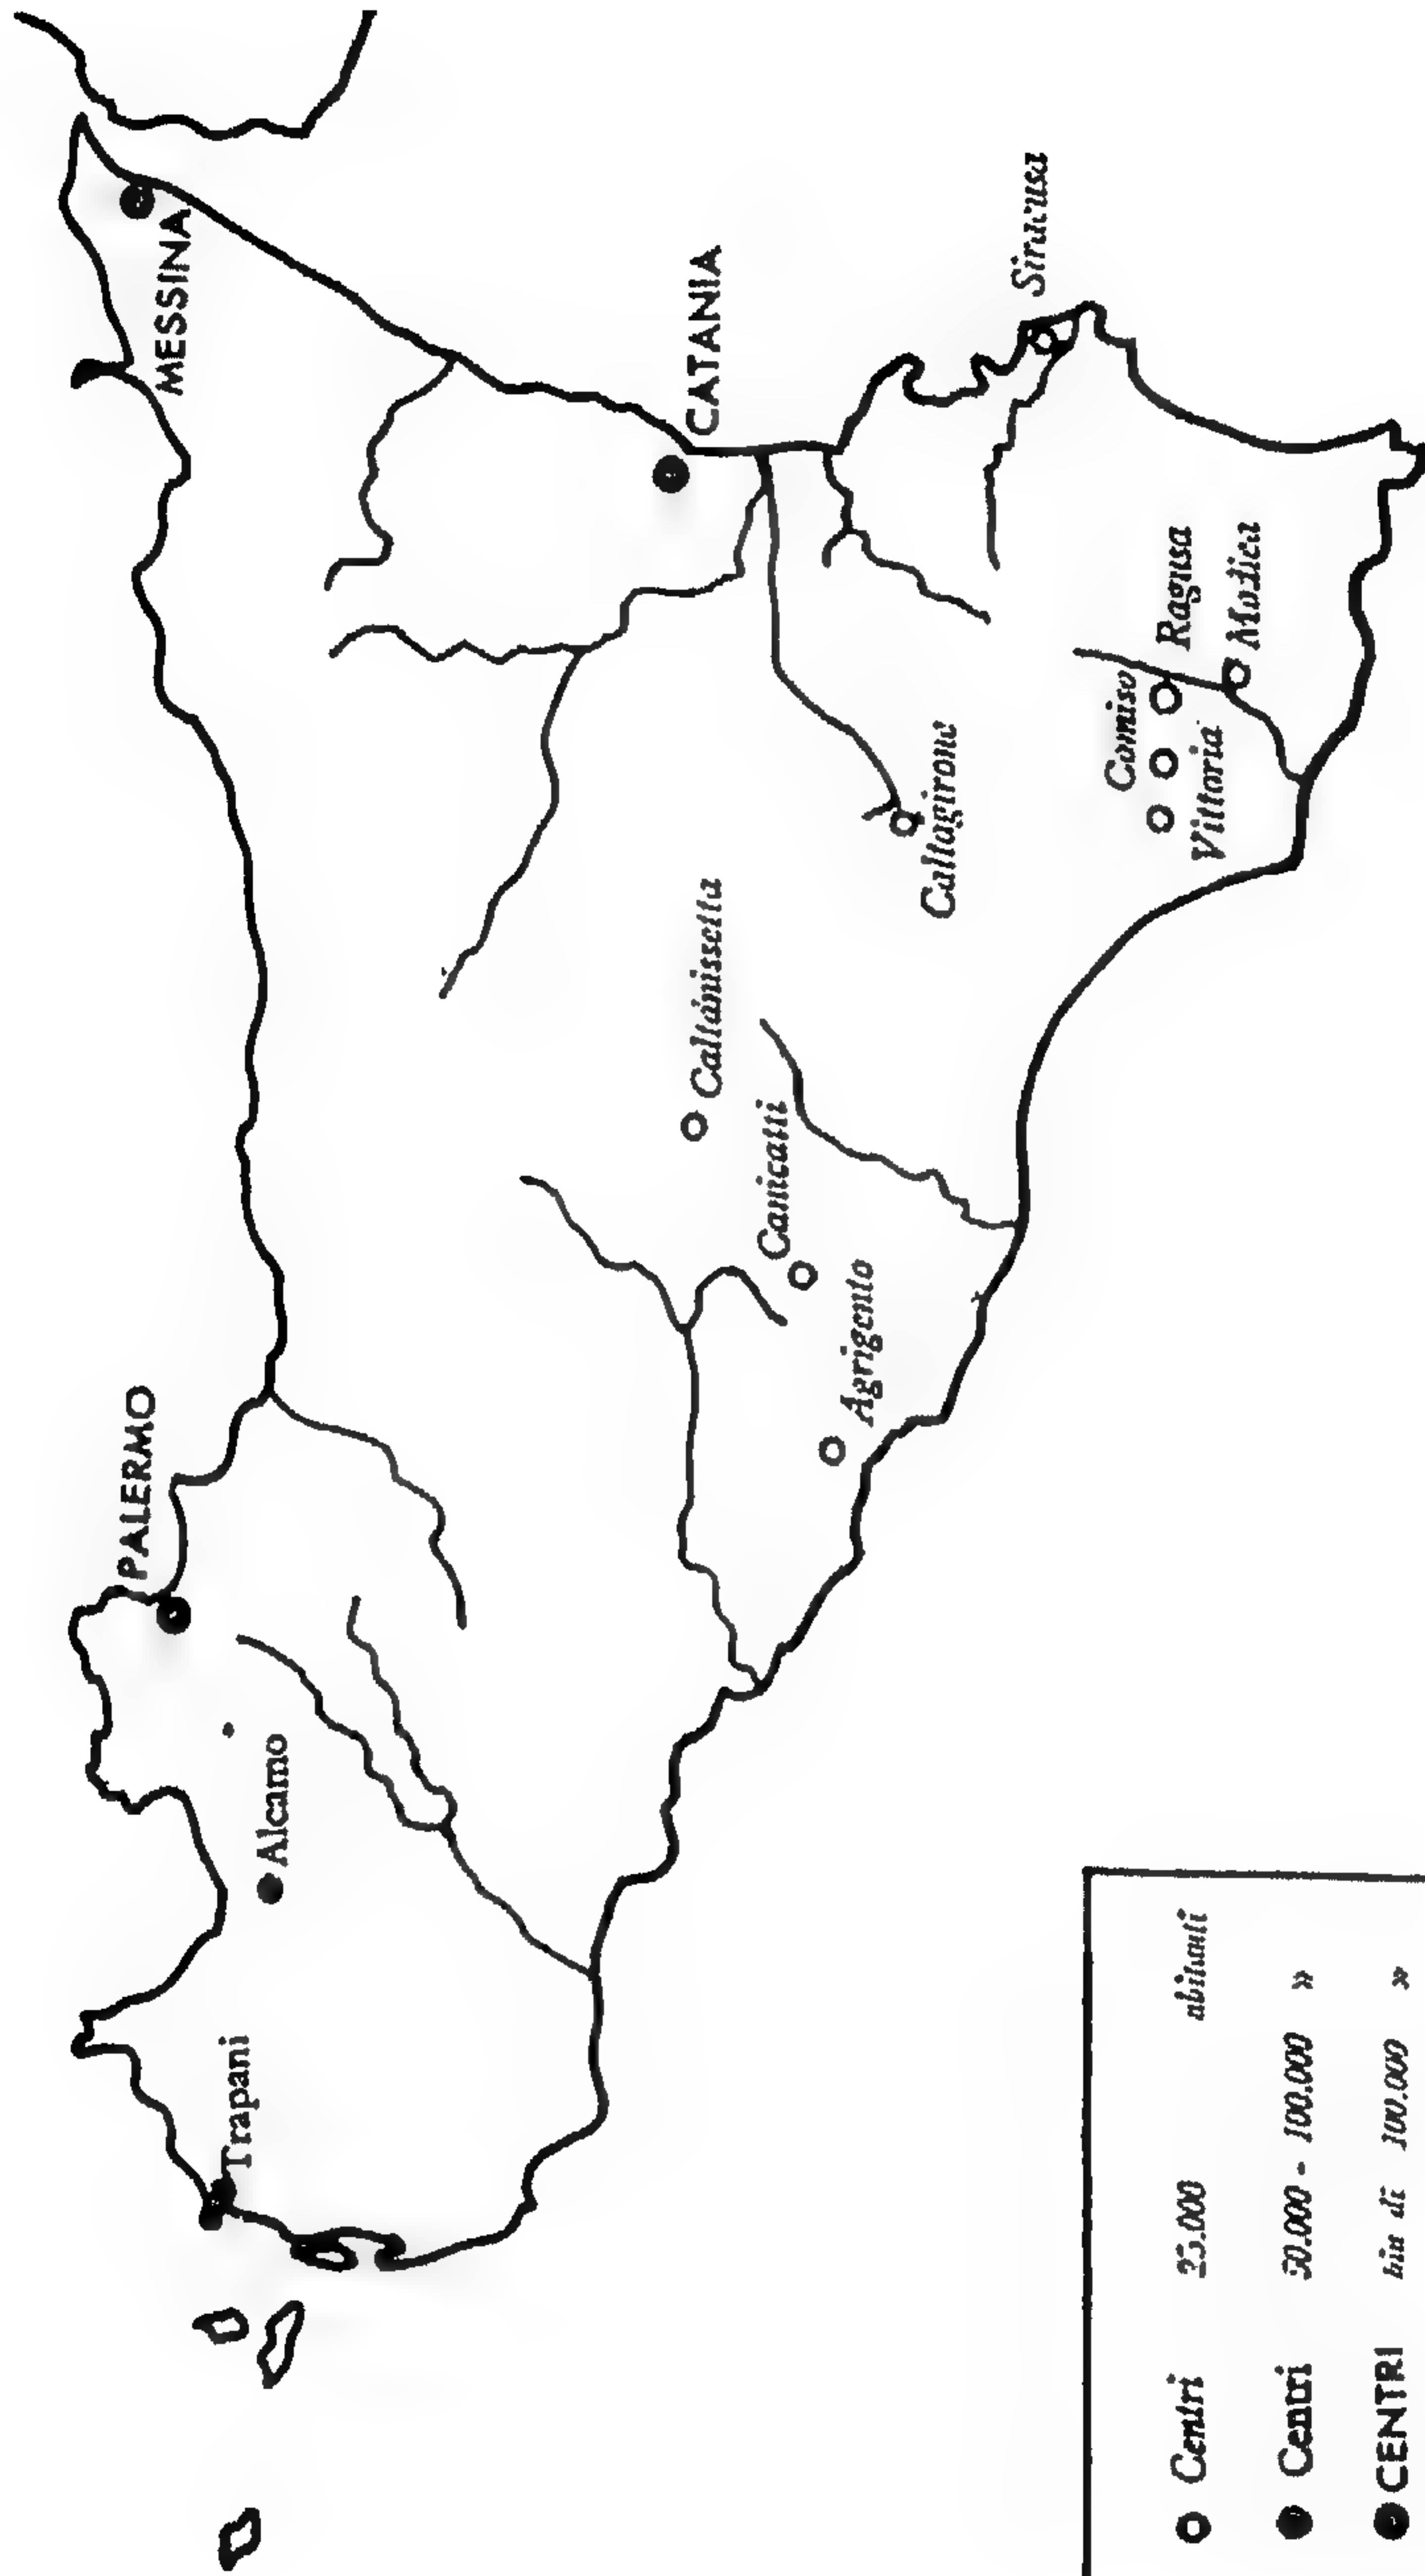 PALERMO
MESSINA
Trapani
Alcamo
CATANIA
Caltanissetta
Canicatti
Agrigento
Caltagirone
Siracusa
Comiso
Ragusa
Vittoria
Modica
Centri 25.000 abitanti
Centri 50.000 - 100.000 »
CENTRI più di 100.000 »